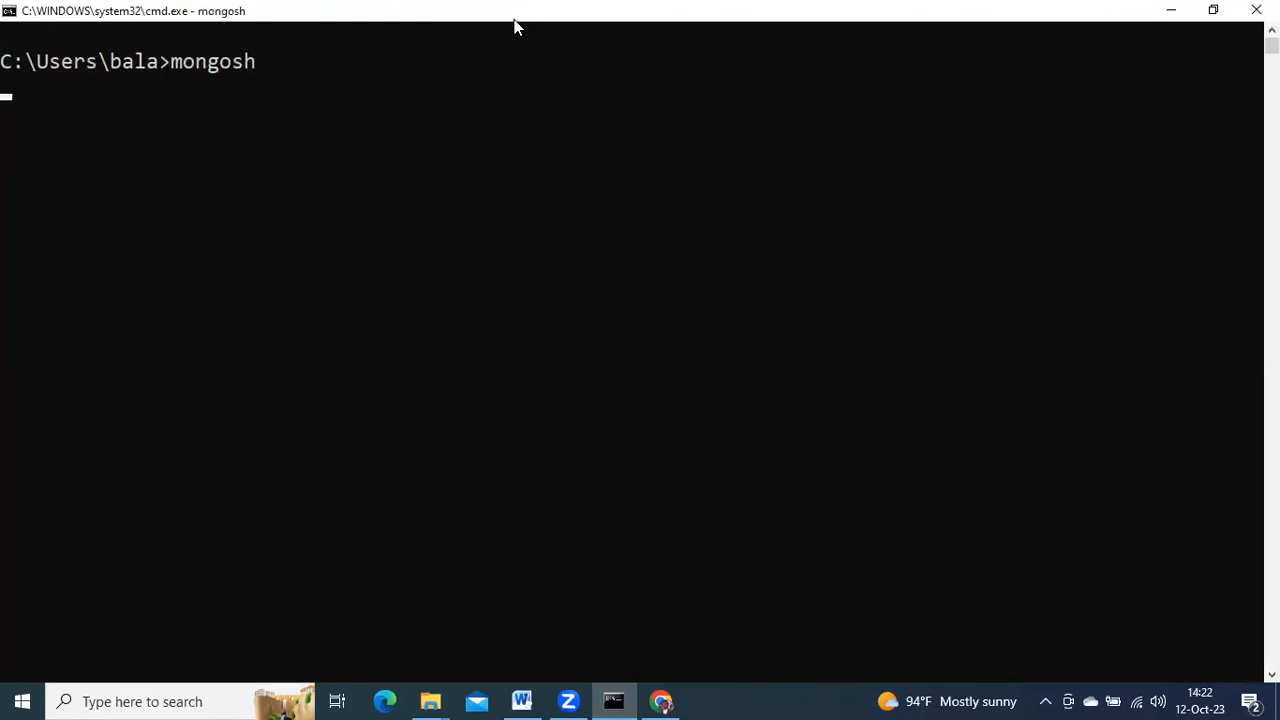 C:\WINDOWS\system32\cmd.exe - mongosh
C:\Users\bala>mongosh
Type here to search
94°F Mostly sunny
14:22
12-Oct-23
2